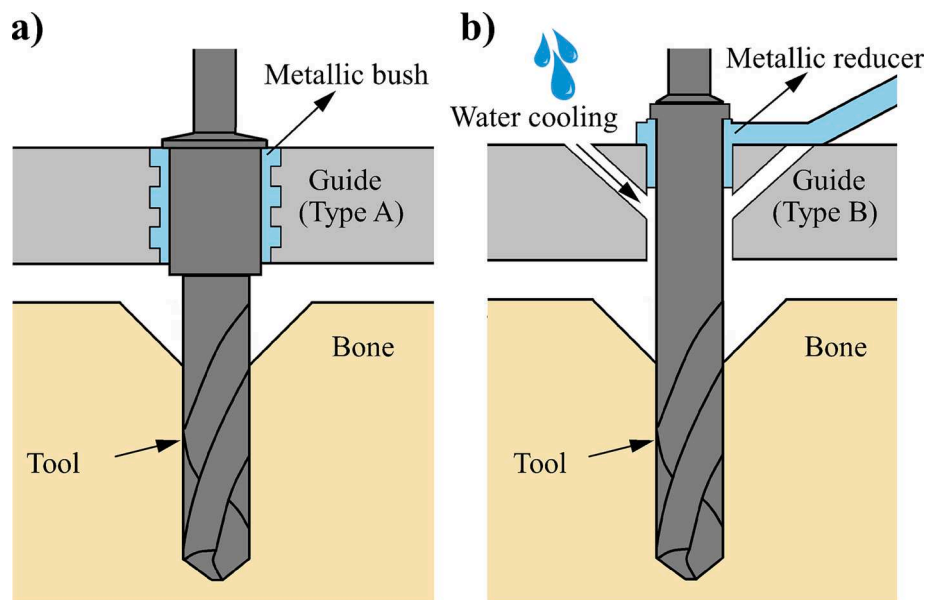 a)
Metallic bush
Guide
(Type A)
Bone
Tool
b)
Metallic reducer
Water cooling
Guide
(Type B)
Bone
Tool